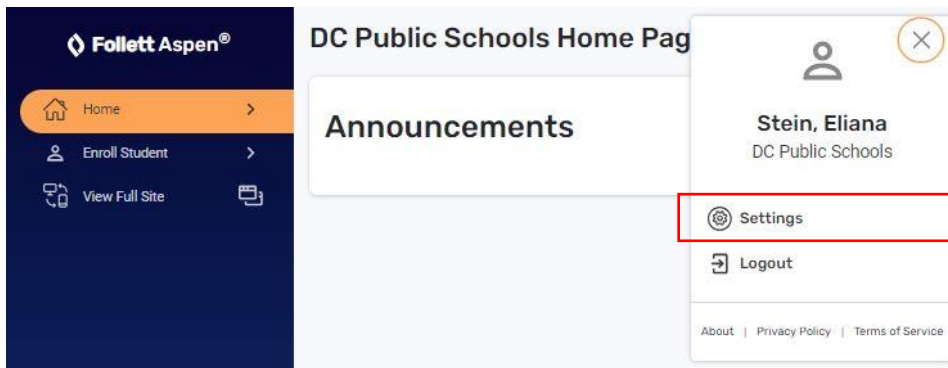 Follett Aspen®
Home
Enroll Student
View Full Site
DC Public Schools Home Pag
Announcements
Stein, Eliana
DC Public Schools
Settings
Logout
About | Privacy Policy | Terms of Service